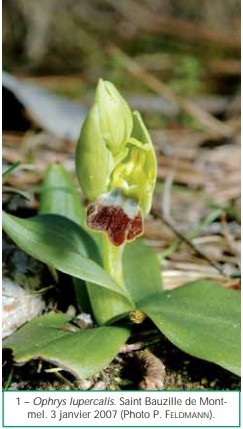 1 – Ophrys lupercalis. Saint Bauzille de Mont-
mel. 3 janvier 2007 (Photo P. FELDMANN).